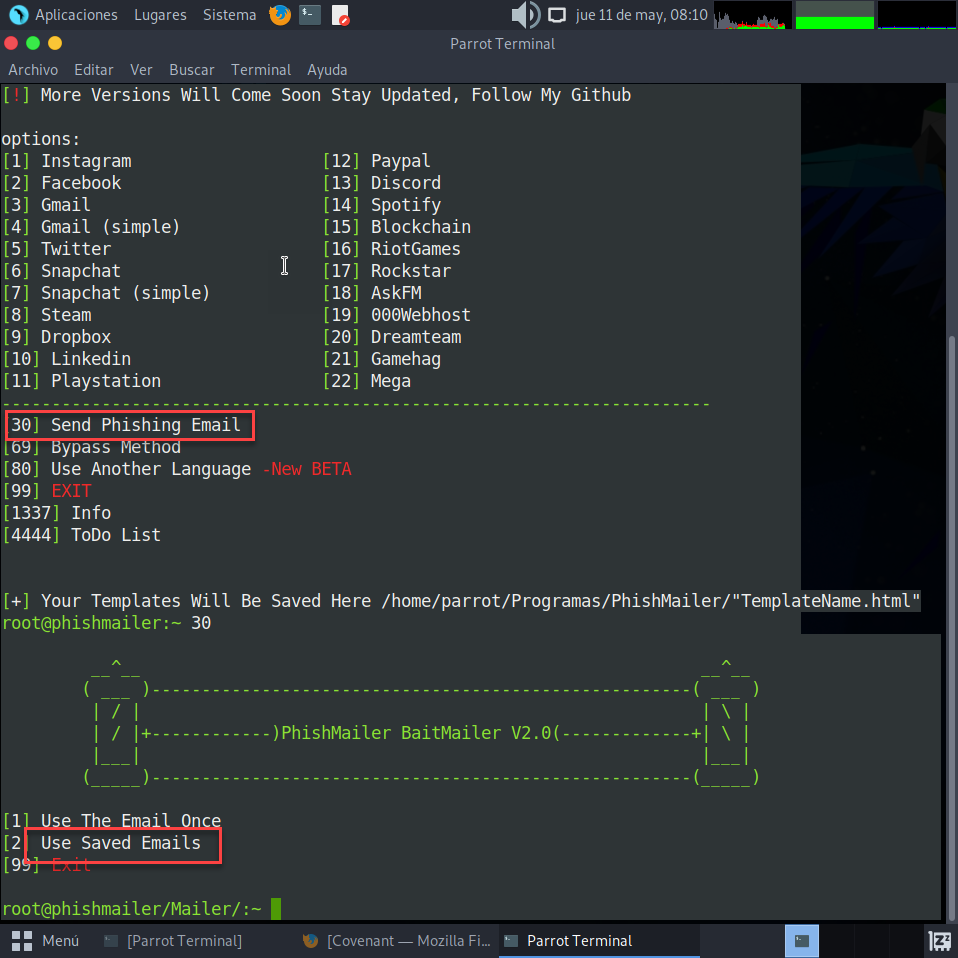 Aplicaciones Lugares Sistema jue 11 de may, 08:10
Parrot Terminal
Archivo Editar Ver Buscar Terminal Ayuda
[!] More Versions Will Come Soon Stay Updated, Follow My Github
options:
[1] Instagram [12] Paypal
[2] Facebook [13] Discord
[3] Gmail [14] Spotify
[4] Gmail (simple) [15] Blockchain
[5] Twitter [16] RiotGames
[6] Snapchat [17] Rockstar
[7] Snapchat (simple) [18] AskFM
[8] Steam [19] 000Webhost
[9] Dropbox [20] Dreamteam
[10] Linkedin [21] Gamehag
[11] Playstation [22] Mega
-----------------------------------------------------------------------
[30] Send Phishing Email
[69] Bypass Method
[80] Use Another Language -New BETA
[99] EXIT
[1337] Info
[4444] ToDo List
[+] Your Templates Will Be Saved Here /home/parrot/Programas/PhishMailer/"TemplateName.html"
root@phishmailer:~ 30
__^__ __^__
( ___ )------------------------------------------------------( ___ )
| / | | \ |
| / |+------------)PhishMailer BaitMailer V2.0(-------------+| \ |
|___| |___|
(_____)------------------------------------------------------(_____)
[1] Use The Email Once
[2] Use Saved Emails
[99] Exit
root@phishmailer/Mailer/:~
Menú [Parrot Terminal] [Covenant — Mozilla Fi... Parrot Terminal